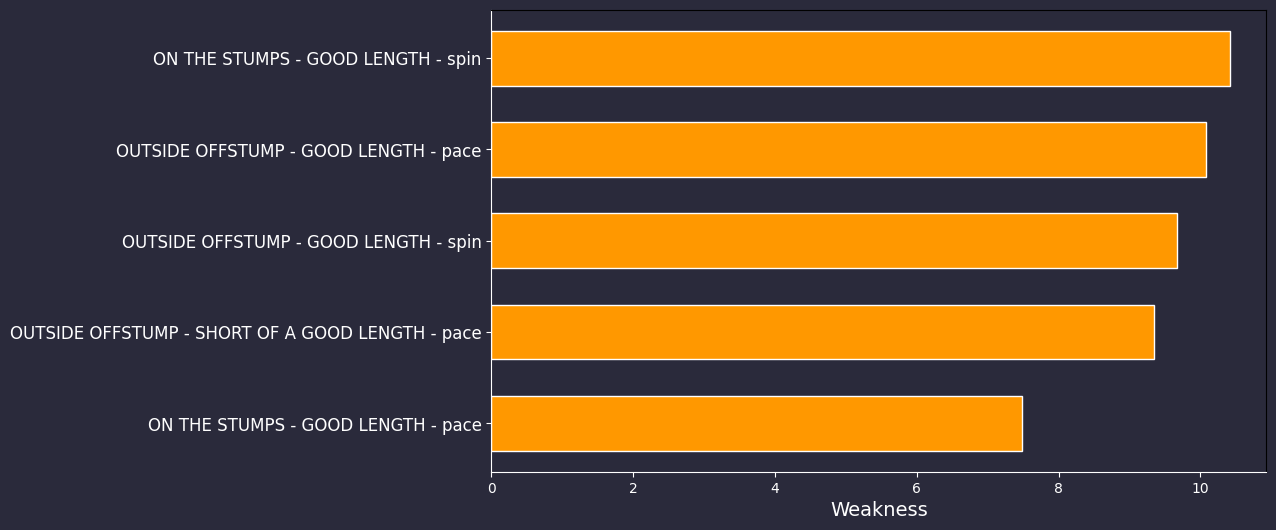 ON THE STUMPS - GOOD LENGTH - spin
OUTSIDE OFFSTUMP - GOOD LENGTH - pace
OUTSIDE OFFSTUMP - GOOD LENGTH - spin
OUTSIDE OFFSTUMP - SHORT OF A GOOD LENGTH - pace
ON THE STUMPS - GOOD LENGTH - pace
0 2 4 6 8 10
Weakness